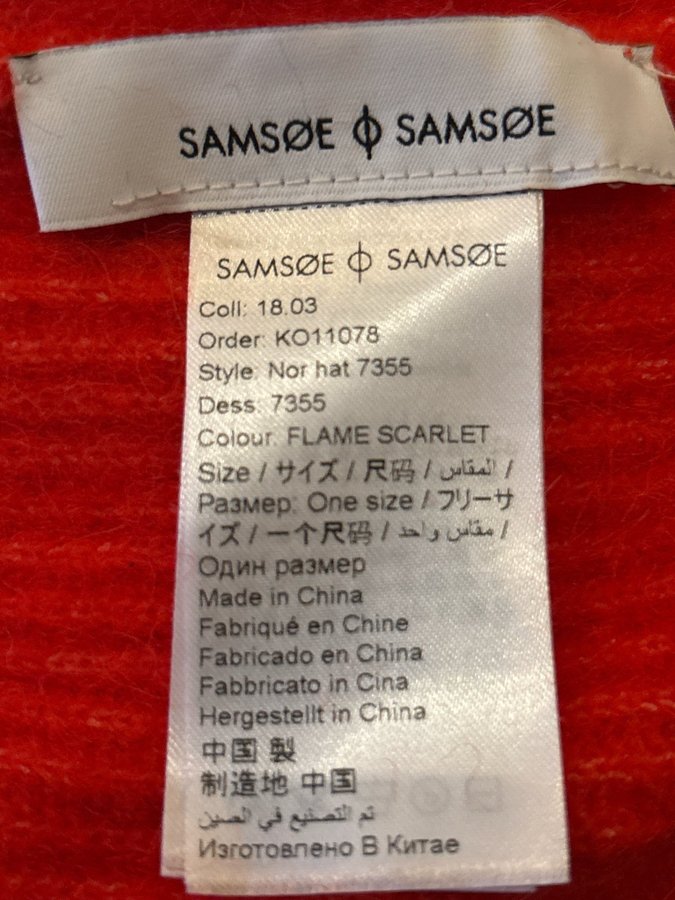 SAMSØE ɸ SAMSØE
SAMSØE ɸ SAMSØE
Coll: 18.03
Order: KO11078
Style: Nor hat 7355
Dess: 7355
Colour: FLAME SCARLET
Size / サイズ / 尺码 / المقاس /
Размер: One size / フリーサ
イズ / 一个尺码 / مقاس واحد /
Один размер
Made in China
Fabriqué en Chine
Fabricado en China
Fabbricato in Cina
Hergestellt in China
中国 製
制造地 中国
تم التصنيع في الصين
Изготовлено В Китае